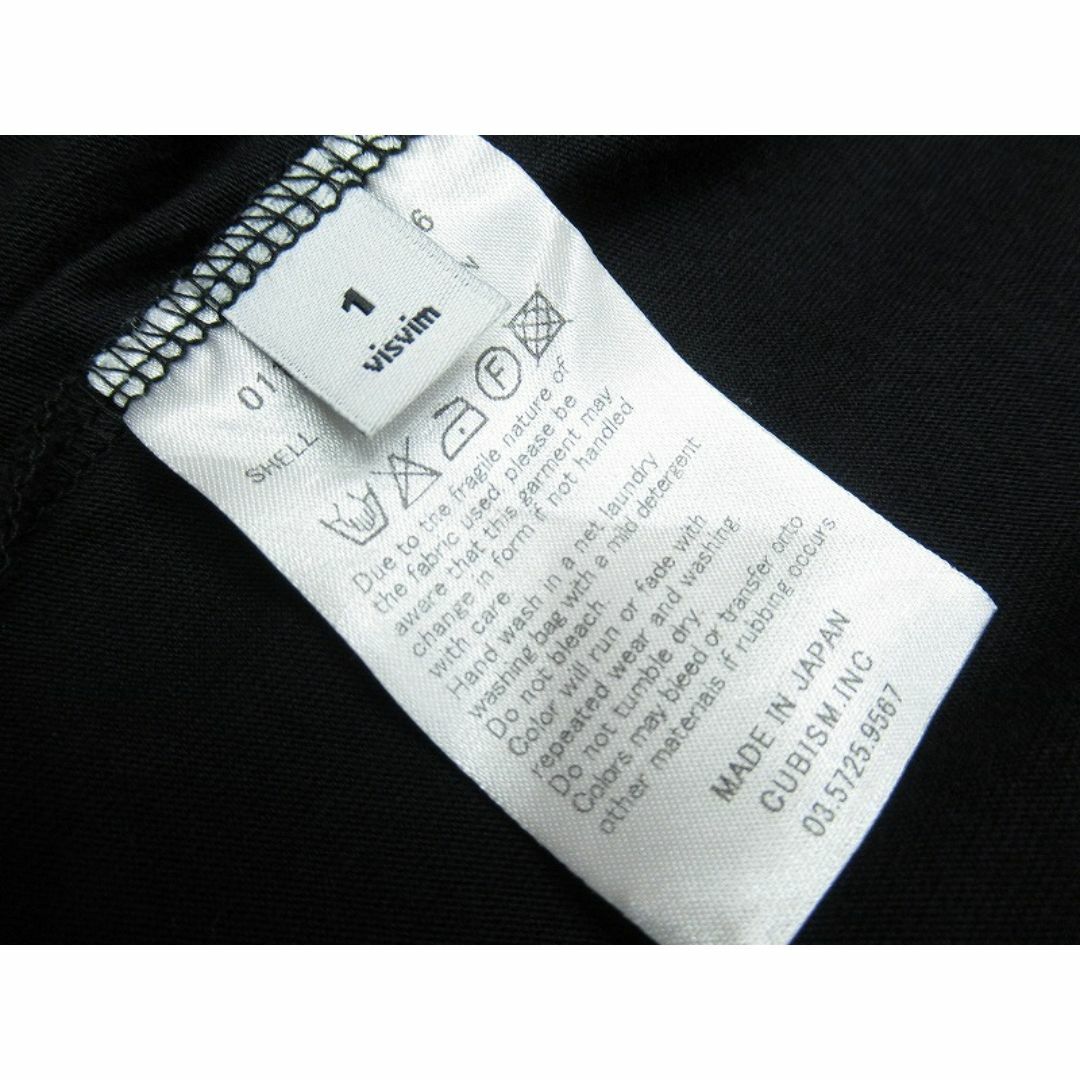 1
visvim
6
SHELL
F
Due to the fragile nature of
the fabric used, please be
aware that this garment may
change in form if not handled
with care
Hand wash in a net laundry
washing bag with a mild detergent
Do not bleach
Color will run or fade with
repeated wear and washing
Do not tumble dry.
Colors may bleed or transfer onto
other materials if rubbing occurs
MADE IN JAPAN
CUBISM.INC
03.5725.9567